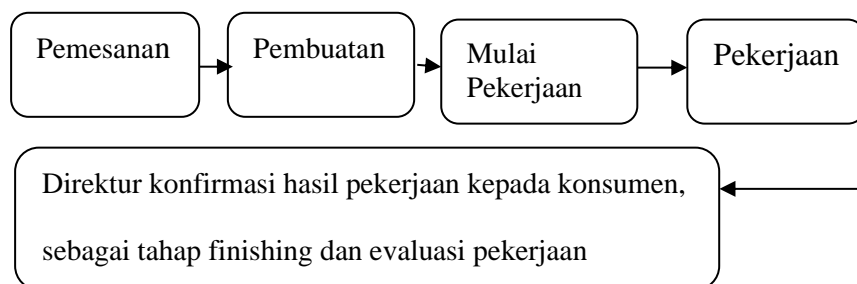 Pemesanan
Pembuatan
Mulai
Pekerjaan
Pekerjaan
Direktur konfirmasi hasil pekerjaan kepada konsumen,
sebagai tahap finishing dan evaluasi pekerjaan